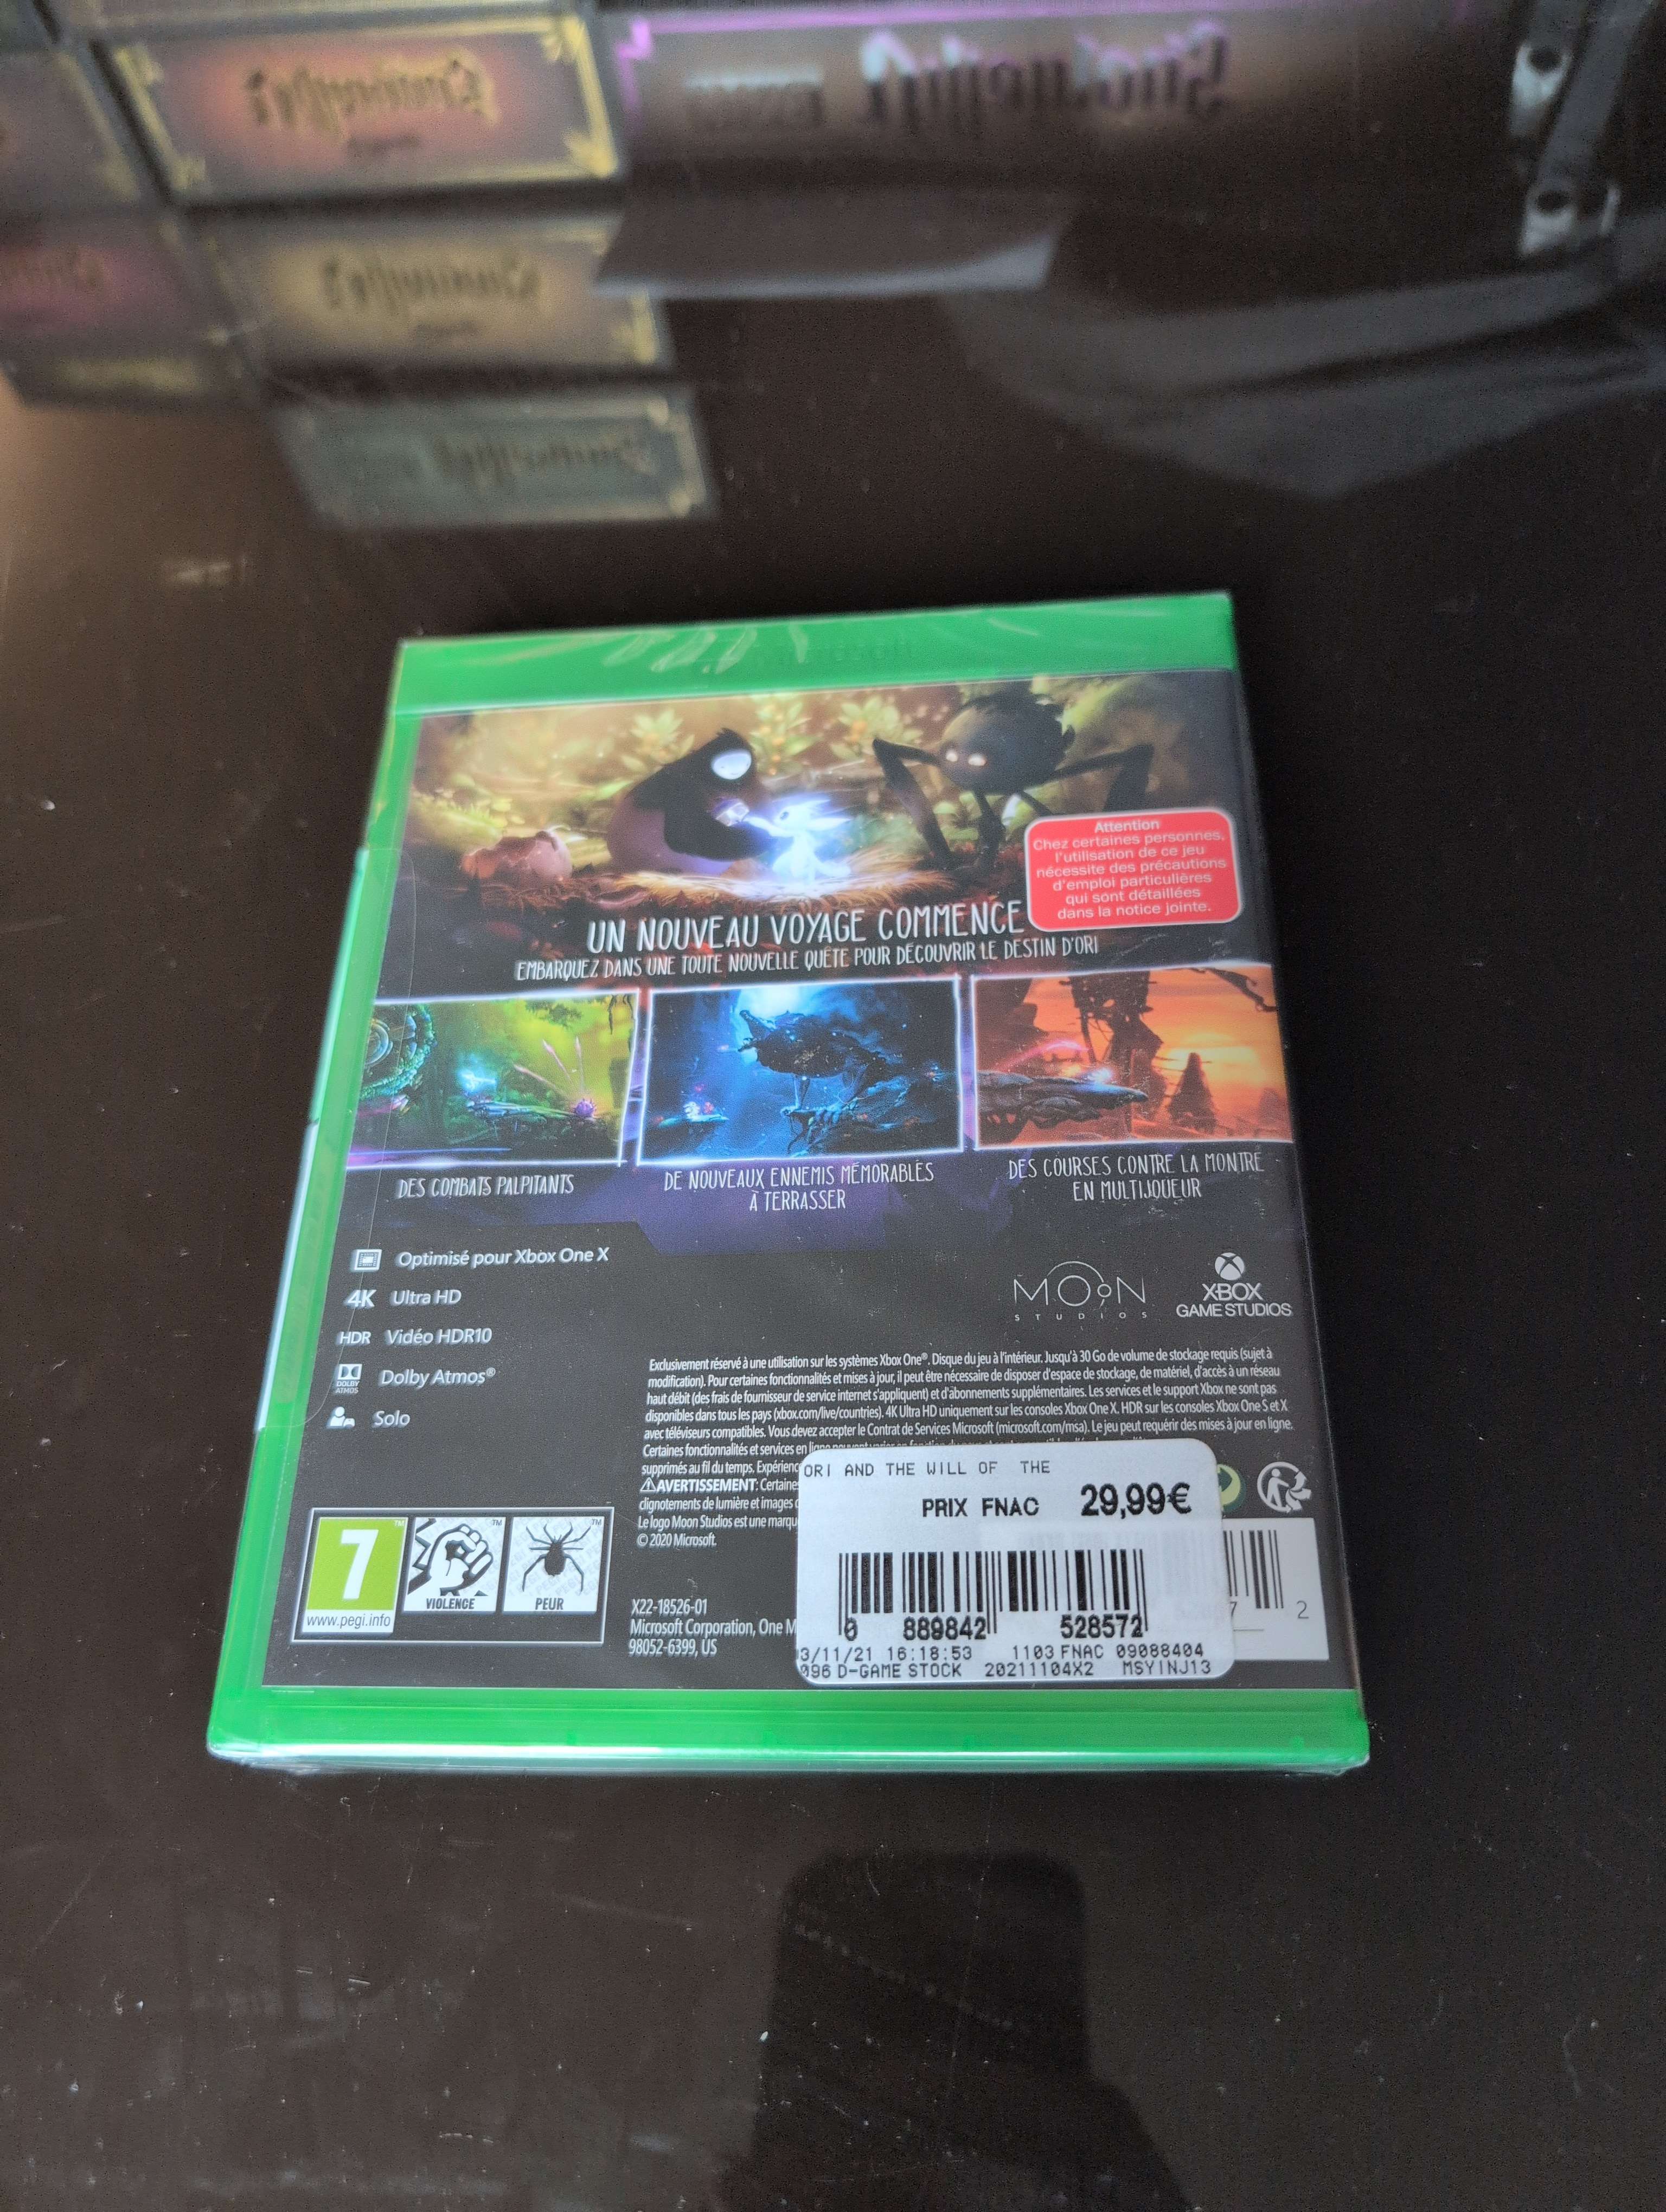 Attention
Chez certaines personnes,
l'utilisation de ce jeu
nécessite des précautions
d'emploi particulières
qui sont détaillées
dans la notice jointe.
UN NOUVEAU VOYAGE COMMENCE
EMBARQUEZ DANS UNE TOUTE NOUVELLE QUÊTE POUR DÉCOUVRIR LE DESTIN D'ORI
DES COMBATS PALPITANTS
DE NOUVEAUX ENNEMIS MÉMORABLES
À TERRASSER
DES COURSES CONTRE LA MONTRE
EN MULTIJOUEUR
Optimisé pour Xbox One X
4K Ultra HD
HDR Vidéo HDR10
DOLBY
ATMOS
Dolby Atmos®
Solo
MOON
STUDIOS
XBOX
GAME STUDIOS
Exclusivement réservé à une utilisation sur les systèmes Xbox One®. Disque du jeu à l'intérieur. Jusqu'à 30 Go de volume de stockage requis (sujet à
modification). Pour certaines fonctionnalités et mises à jour, il peut être nécessaire de disposer d'espace de stockage, de matériel, d'accès à un réseau
haut débit (des frais de fournisseur de service internet s'appliquent) et d'abonnements supplémentaires. Les services et le support Xbox ne sont pas
disponibles dans tous les pays (xbox.com/live/countries). 4K Ultra HD uniquement sur les consoles Xbox One X. HDR sur les consoles Xbox One S et X
avec téléviseurs compatibles. Vous devez accepter le Contrat de Services Microsoft (microsoft.com/msa). Le jeu peut requérir des mises à jour en ligne.
Certaines fonctionnalités et services en ligne
supprimés au fil du temps.
AVERTISSEMENT:
clignotements de lumière et images
Le logo Moon Studios est une
© 2020 Microsoft.
ORI AND THE WILL OF THE
PRIX FNAC 29,99€
0 889842 528572
3/11/21 16:18:53 1103 FNAC 09088404
096 D-GAME STOCK 20211104X2 MSYINJ13
7 2
7
www.pegi.info
VIOLENCE
PEUR
X22-18526-01
Microsoft Corporation, One
98052-6399, US